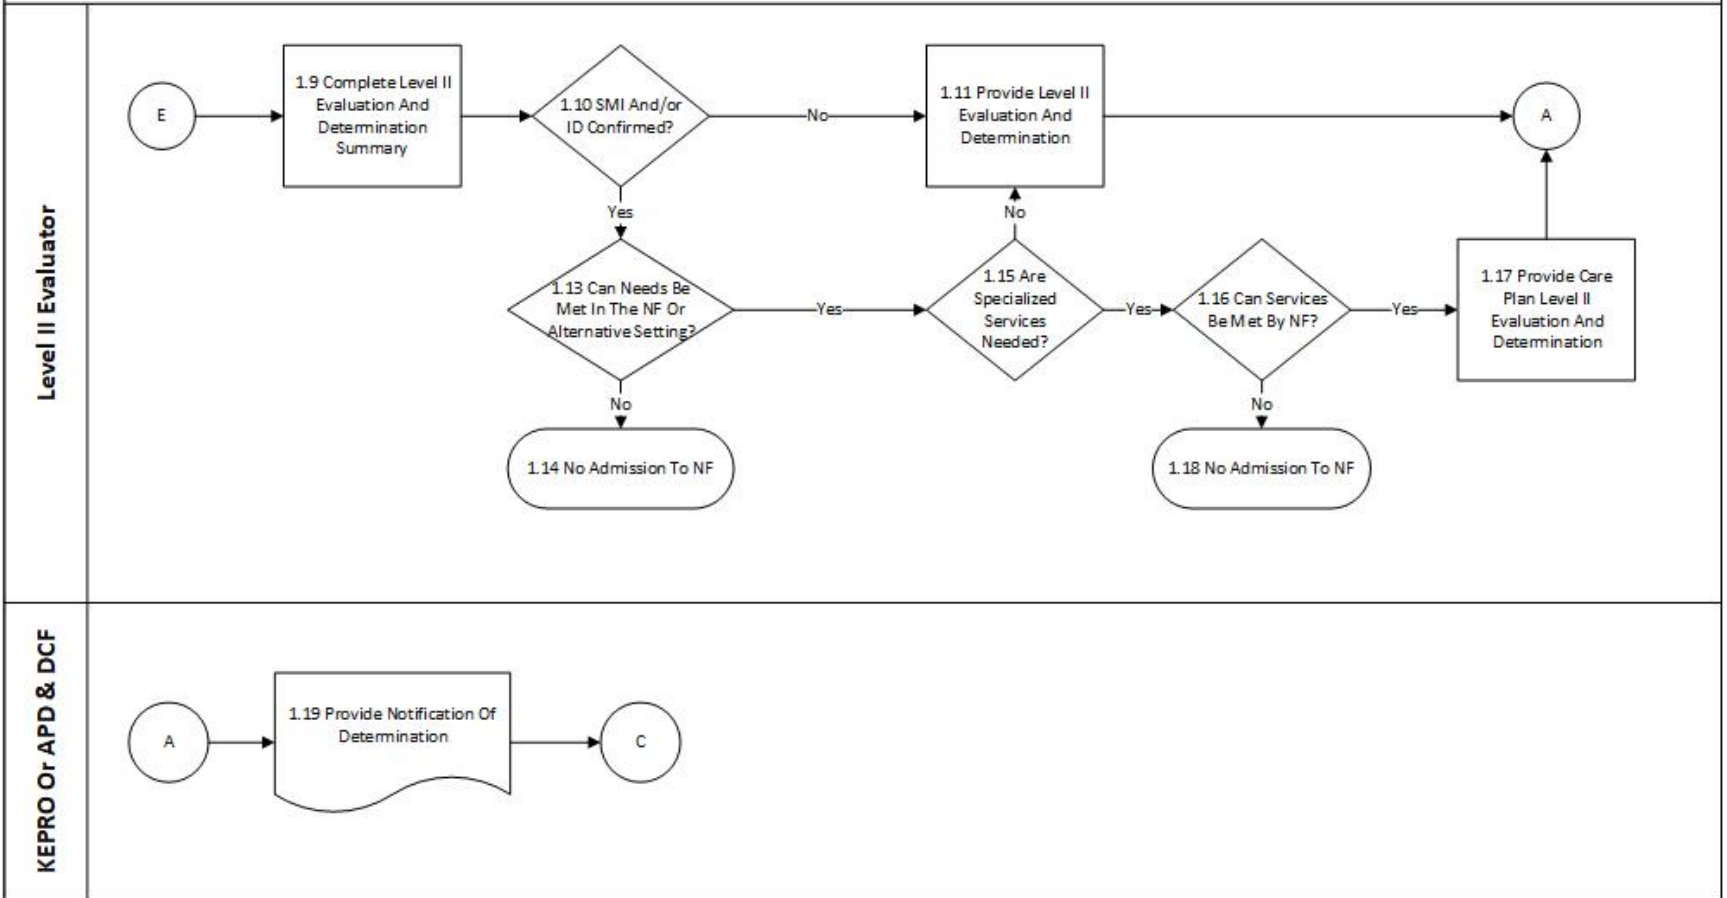 Level II Evaluator
E
1.9 Complete Level II
Evaluation And
Determination
Summary
1.10 SMI And/or
ID Confirmed?
No
1.11 Provide Level II
Evaluation And
Determination
A
Yes
No
1.13 Can Needs Be
Met In The NF Or
Alternative Setting?
Yes
1.15 Are
Specialized
Services
Needed?
Yes
1.16 Can Services
Be Met By NF?
Yes
1.17 Provide Care
Plan Level II
Evaluation And
Determination
No
No
1.14 No Admission To NF
1.18 No Admission To NF
KEPRO Or APD & DCF
A
1.19 Provide Notification Of
Determination
C